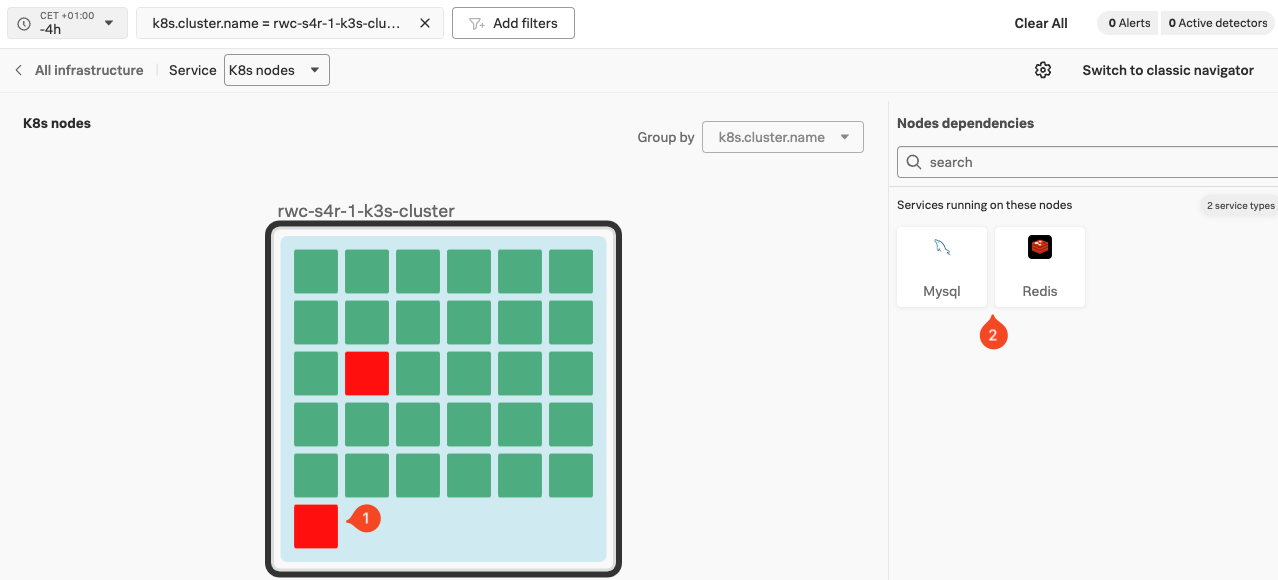 CET +01:00
-4h
k8s.cluster.name = rwc-s4r-1-k3s-clu...
Add filters
Clear All
0 Alerts
0 Active detectors
All infrastructure
Service
K8s nodes
Switch to classic navigator
K8s nodes
Group by
k8s.cluster.name
rwc-s4r-1-k3s-cluster
1
Nodes dependencies
search
Services running on these nodes
2 service types
Mysql
Redis
2